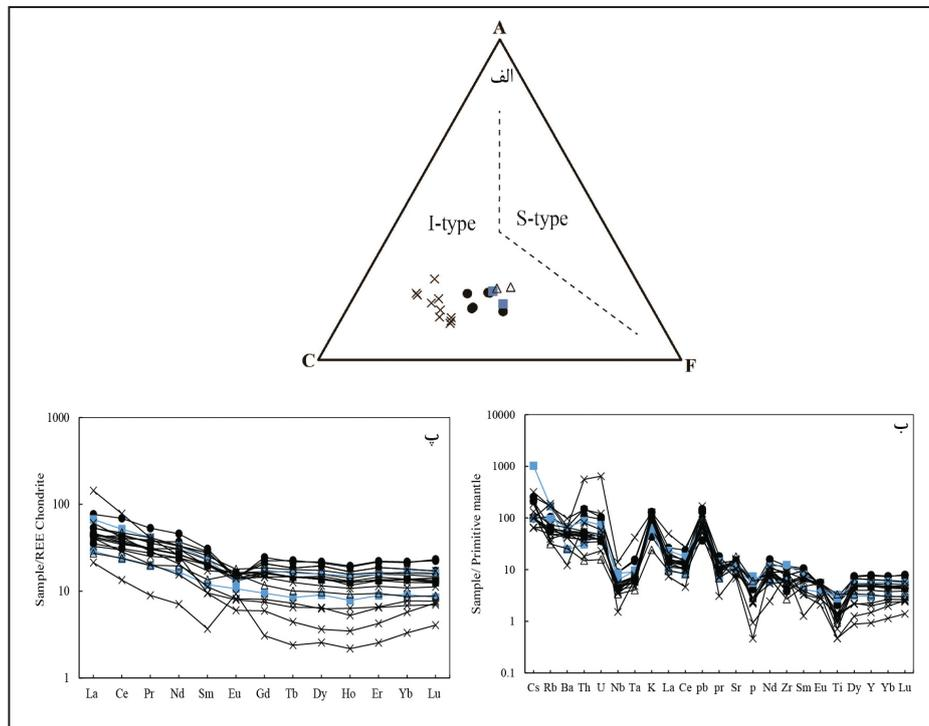 A
الف
I-type
S-type
C
F
1000
100
10
1
Sample/REE Chondrite
پ
La Ce Pr Nd Sm Eu Gd Tb Dy Ho Er Yb Lu
10000
1000
100
10
1
0.1
Sample/ Primitive mantle
ب
Cs Rb Ba Th U Nb Ta K La Ce pb pr Sr p Nd Zr Sm Eu Ti Dy Y Yb Lu